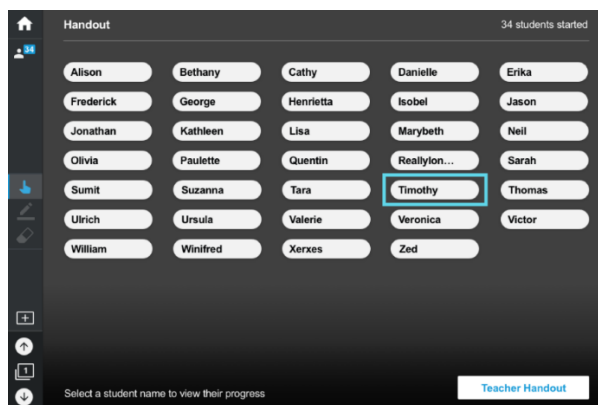 Handout 34 students started
34
Alison Bethany Cathy Danielle Erika
Frederick George Henrietta Isobel Jason
Jonathan Kathleen Lisa Marybeth Neil
Olivia Paulette Quentin Reallylon... Sarah
Sumit Suzanna Tara Timothy Thomas
Ulrich Ursula Valerie Veronica Victor
William Winifred Xerxes Zed
1
Select a student name to view their progress Teacher Handout